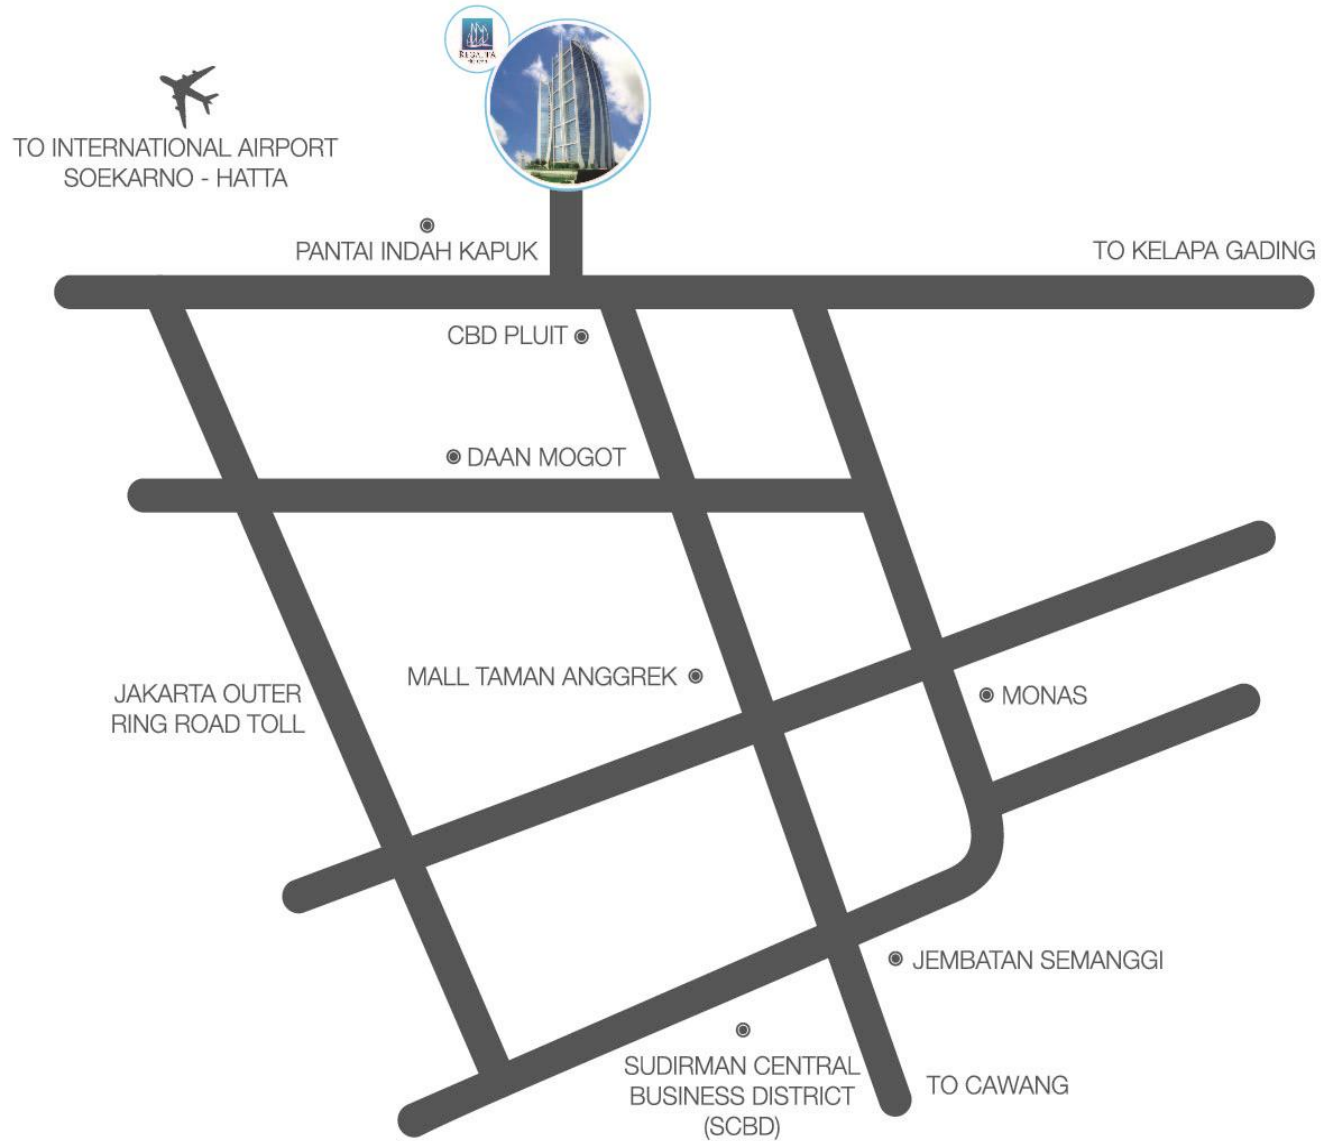 TO INTERNATIONAL AIRPORT
SOEKARNO - HATTA
PANTAI INDAH KAPUK
TO KELAPA GADING
CBD PLUIT
DAAN MOGOT
MALL TAMAN ANGGREK
JAKARTA OUTER
RING ROAD TOLL
MONAS
JEMBATAN SEMANGGI
SUDIRMAN CENTRAL
BUSINESS DISTRICT
(SCBD)
TO CAWANG